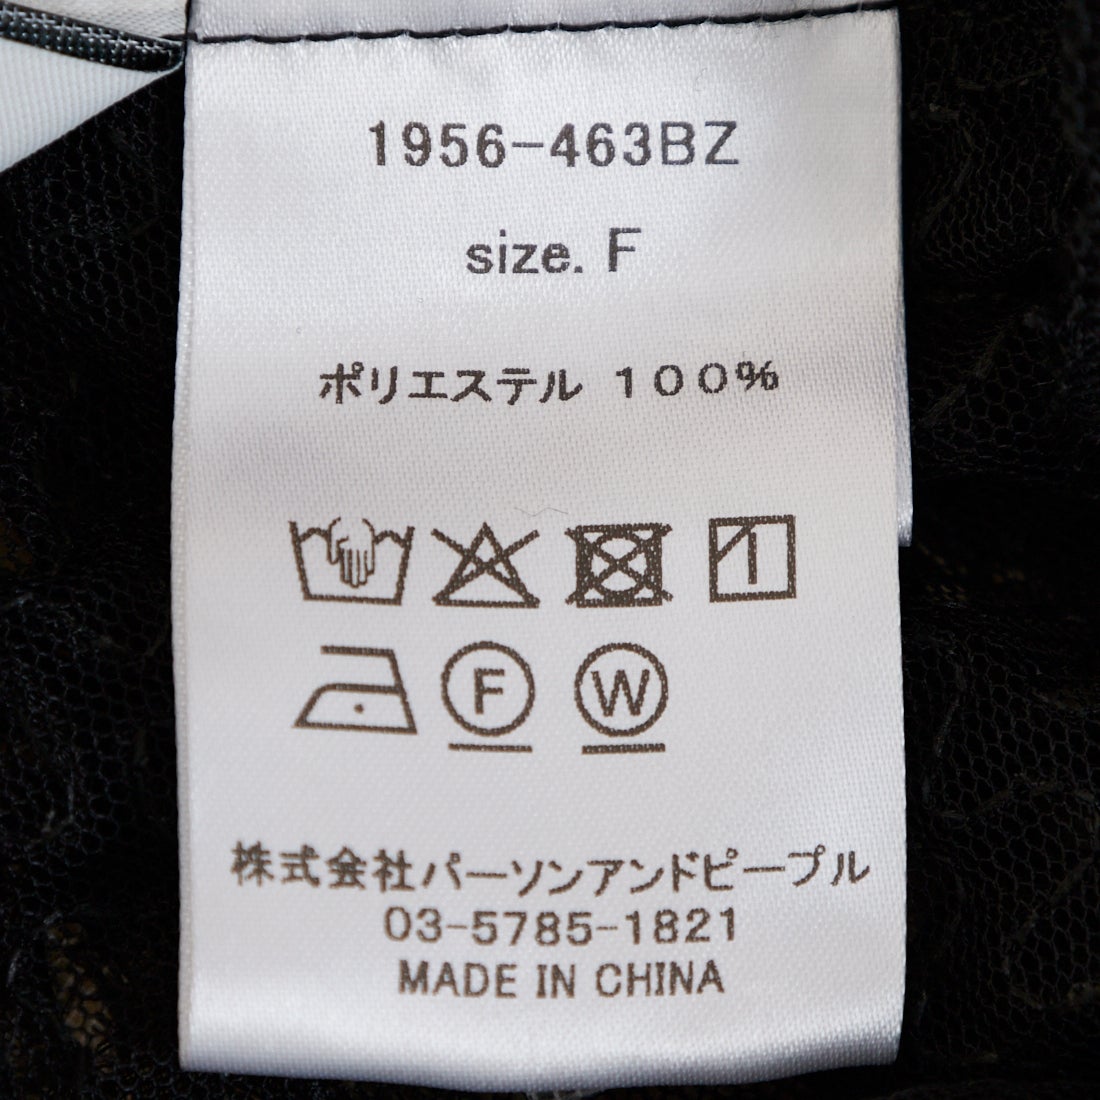 1956-463BZ
size. F
ポリエステル 100%
F W
株式会社パーソンアンドピープル
03-5785-1821
MADE IN CHINA